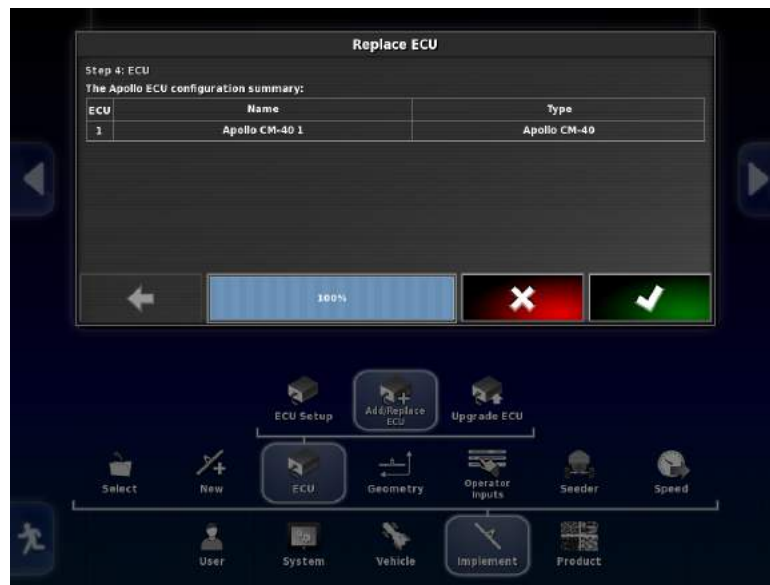 Replace ECU
Step 4: ECU
The Apollo ECU configuration summary:
ECU Name Type
1 Apollo CM-40 1 Apollo CM-40
100%
ECU Setup Add/Replace ECU Upgrade ECU
Select New ECU Geometry Operator Inputs Seeder Speed
User System Vehicle Implement Product